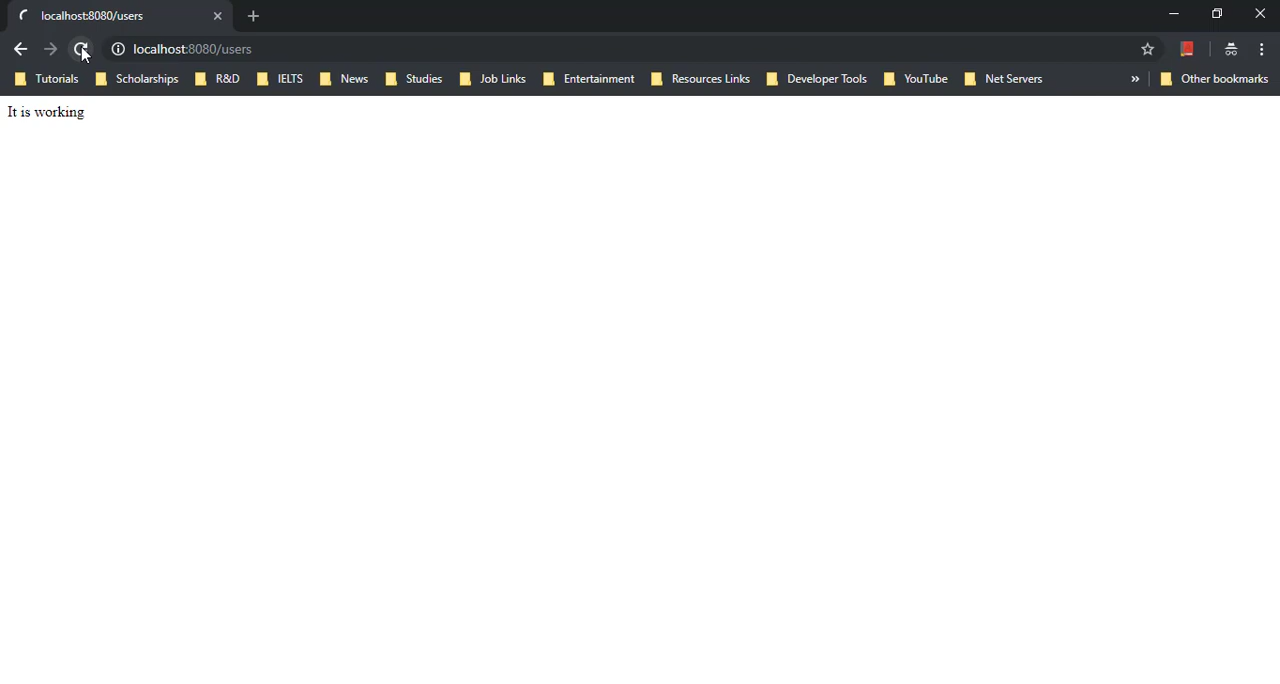 localhost:8080/users
localhost:8080/users
Tutorials Scholarships R&D IELTS News Studies Job Links Entertainment Resources Links Developer Tools YouTube Net Servers » Other bookmarks
It is working